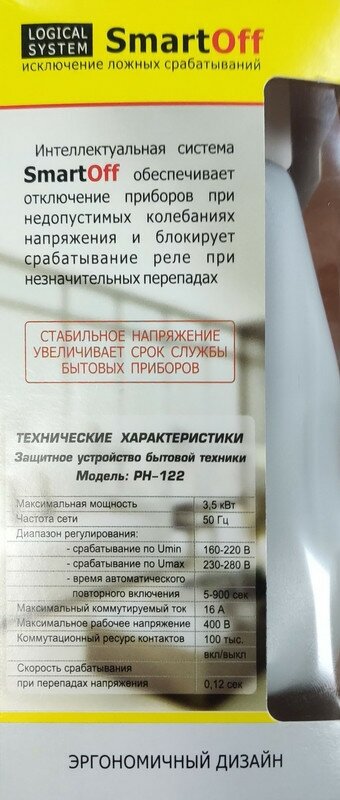 LOGICAL
SYSTEM
SmartOff
исключение ложных срабатываний
Интеллектуальная система
SmartOff обеспечивает
отключение приборов при
недопустимых колебаниях
напряжения и блокирует
срабатывание реле при
незначительных перепадах
СТАБИЛЬНОЕ НАПРЯЖЕНИЕ
УВЕЛИЧИВАЕТ СРОК СЛУЖБЫ
БЫТОВЫХ ПРИБОРОВ
ТЕХНИЧЕСКИЕ ХАРАКТЕРИСТИКИ
Защитное устройство бытовой техники
Модель: РН-122
Максимальная мощность 3,5 кВт
Частота сети 50 Гц
Диапазон регулирования:
- срабатывание по Umin 160-220 В
- срабатывание по Umax 230-280 В
- время автоматического
повторного включения 5-900 сек
Максимальный коммутируемый ток 16 А
Максимальное рабочее напряжение 400 В
Коммутационный ресурс контактов 100 тыс.
вкл/выкл
Скорость срабатывания
при перепадах напряжения 0,12 сек
ЭРГОНОМИЧНЫЙ ДИЗАЙН